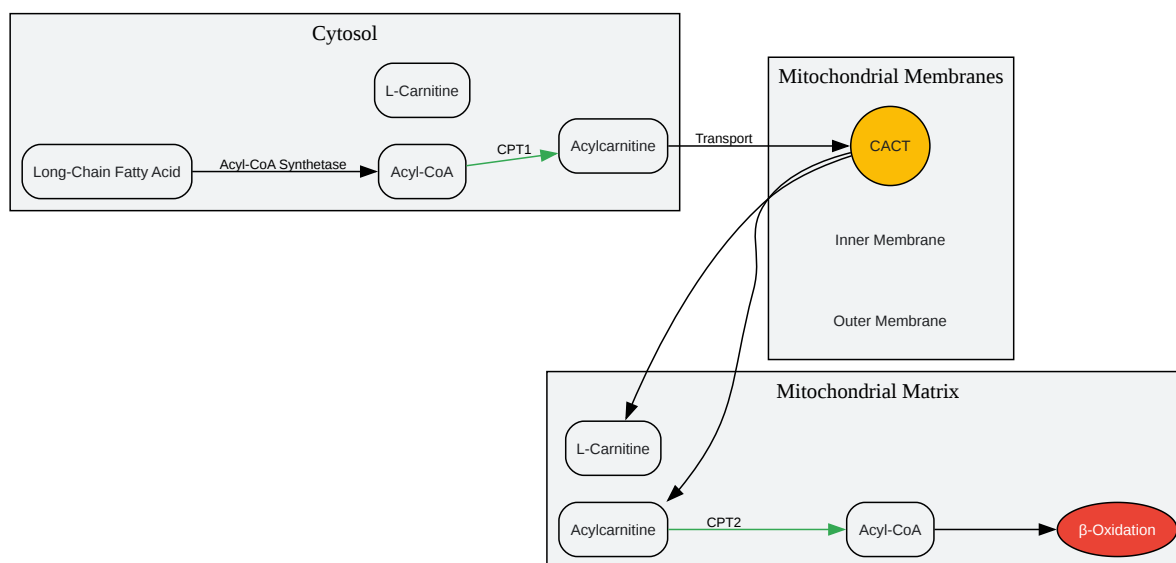 Cytosol
L-Carnitine
Long-Chain Fatty Acid
Acyl-CoA Synthetase
Acyl-CoA
CPT1
Acylcarnitine
Transport
Mitochondrial Membranes
CACT
Inner Membrane
Outer Membrane
Mitochondrial Matrix
L-Carnitine
Acylcarnitine
CPT2
Acyl-CoA
β-Oxidation